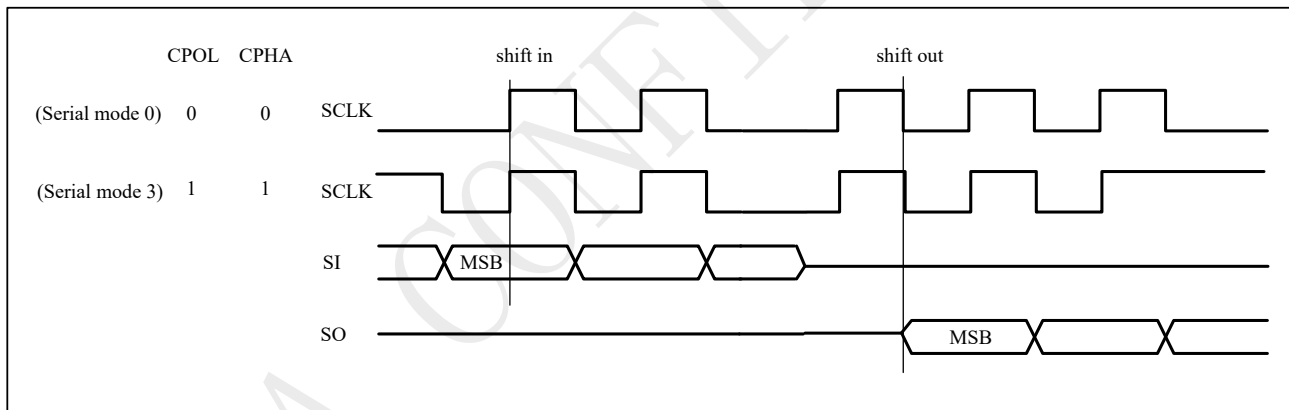 CPOL CPHA shift in shift out
(Serial mode 0) 0 0 SCLK
(Serial mode 3) 1 1 SCLK
SI MSB
SO MSB